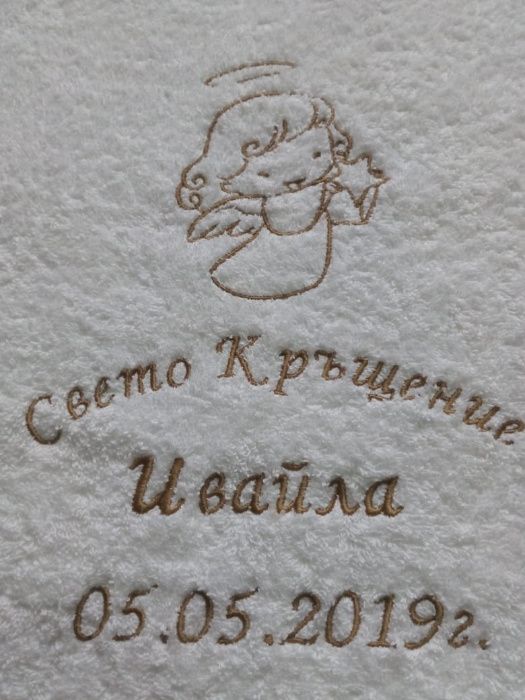 Свето Кръщение
Ивайла
05.05.2019г.